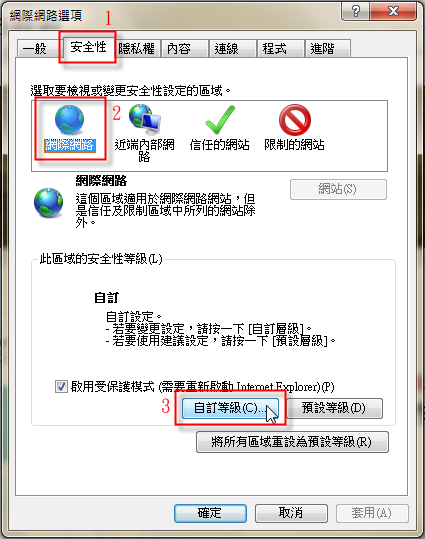 網際網路選項
1
一般 安全性 隱私權 內容 連線 程式 進階
選取要檢視或變更安全性設定的區域。
2
網際網路 近端內部網路 信任的網站 限制的網站
網際網路
這個區域適用於網際網路網站，但
是信任及限制區域中所列的網站除
外。
網站(S)
此區域的安全性等級(L)
自訂
自訂設定。
- 若要變更設定，請按一下 [自訂層級]。
- 若要使用建議設定，請按一下 [預設層級]。
啟用受保護模式 (需要重新啟動 Internet Explorer)(P)
3
自訂等級(C)... 預設等級(D)
將所有區域重設為預設等級(R)
確定 取消 套用(A)